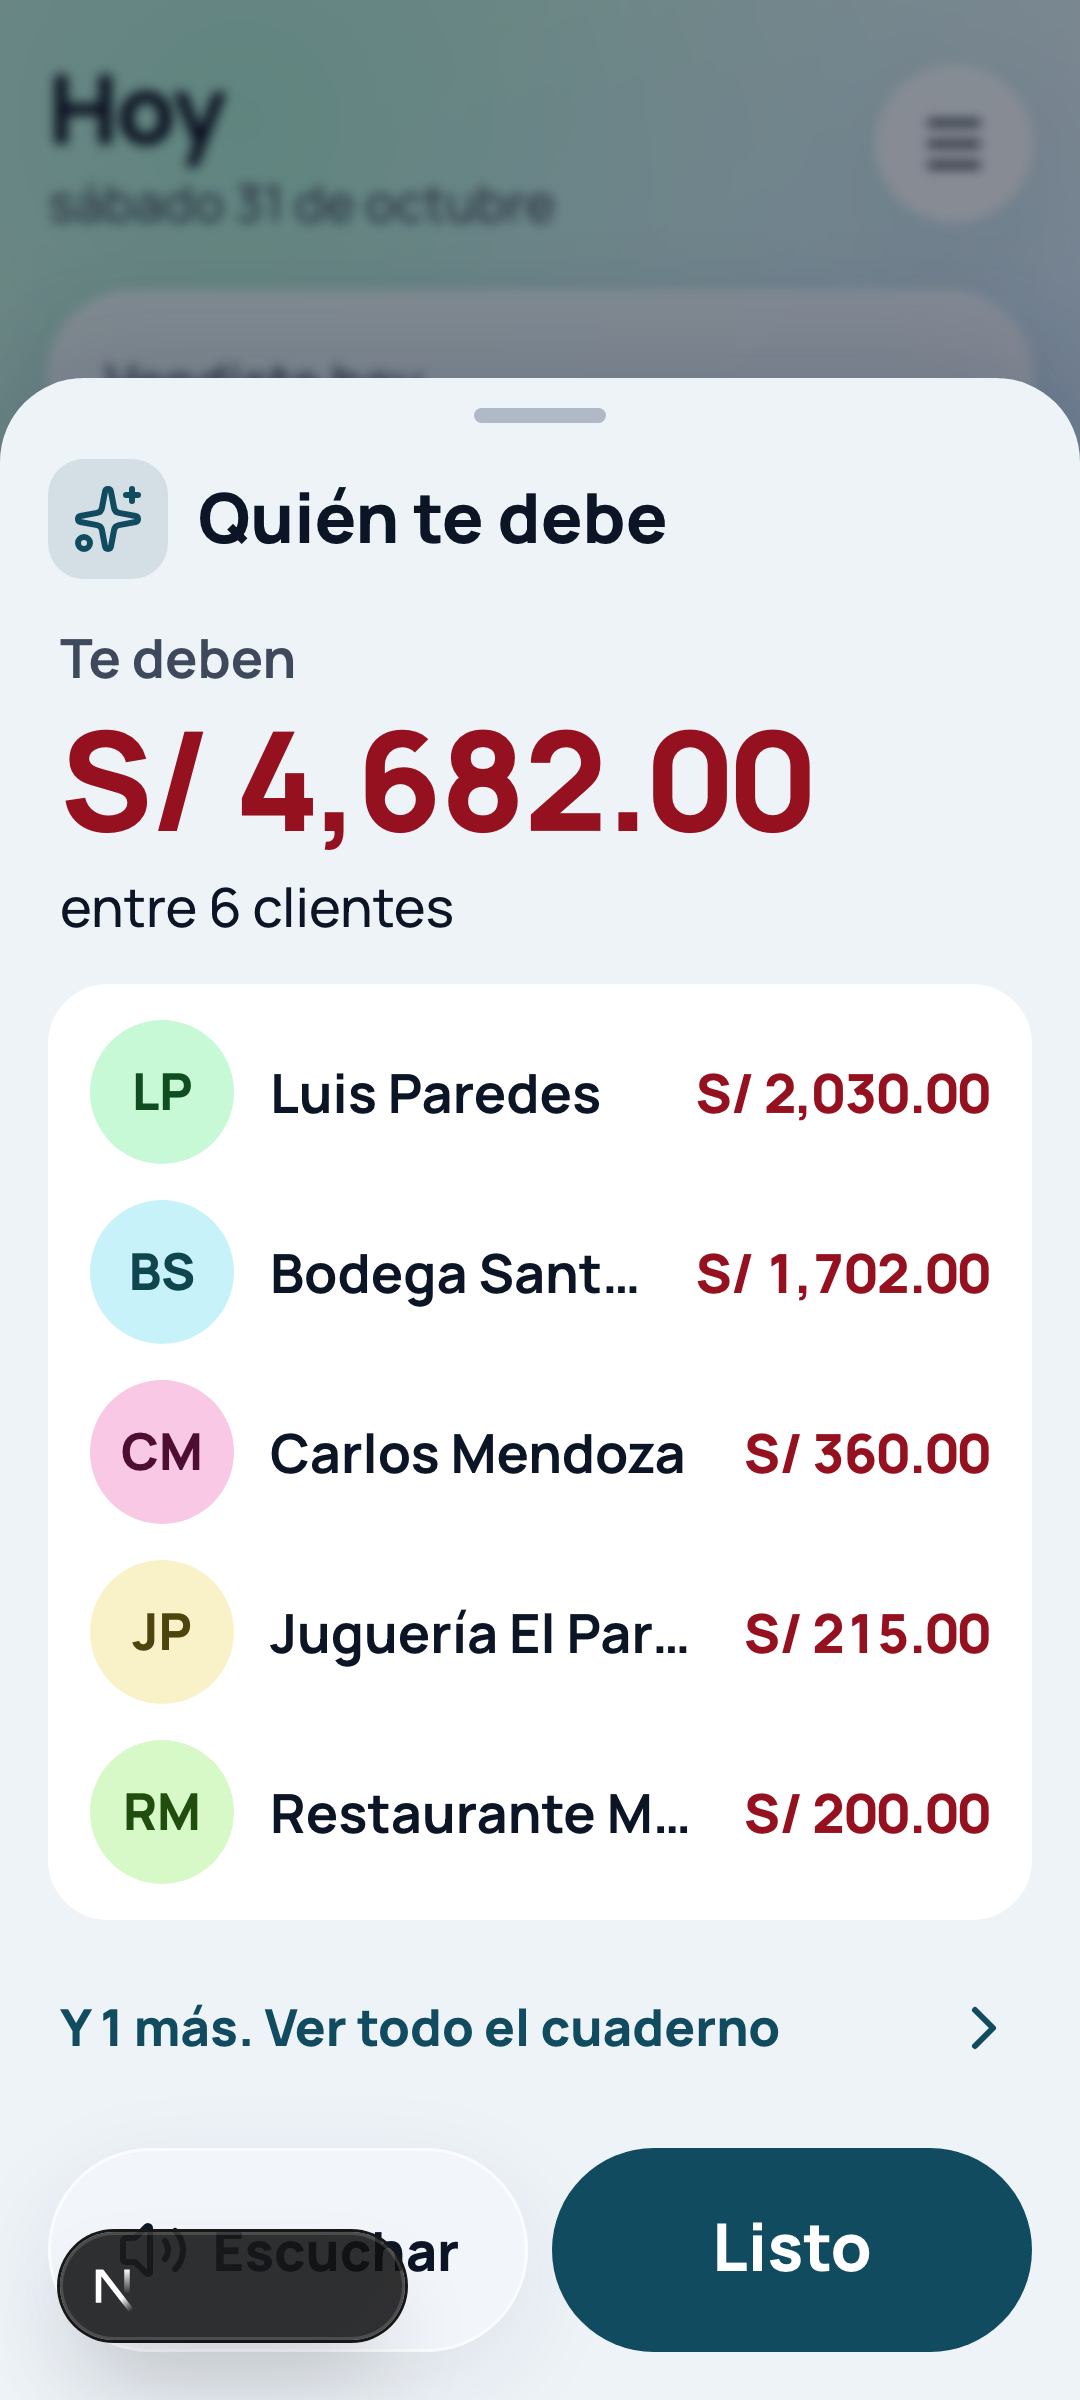 Hoy
sábado 31 de octubre
Vendiste hoy
Quién te debe
Te deben
S/ 4,682.00
entre 6 clientes
LP Luis Paredes S/ 2,030.00
BS Bodega Sant... S/ 1,702.00
CM Carlos Mendoza S/ 360.00
JP Juguería El Par... S/ 215.00
RM Restaurante M... S/ 200.00
Y 1 más. Ver todo el cuaderno
Escuchar
Listo
N